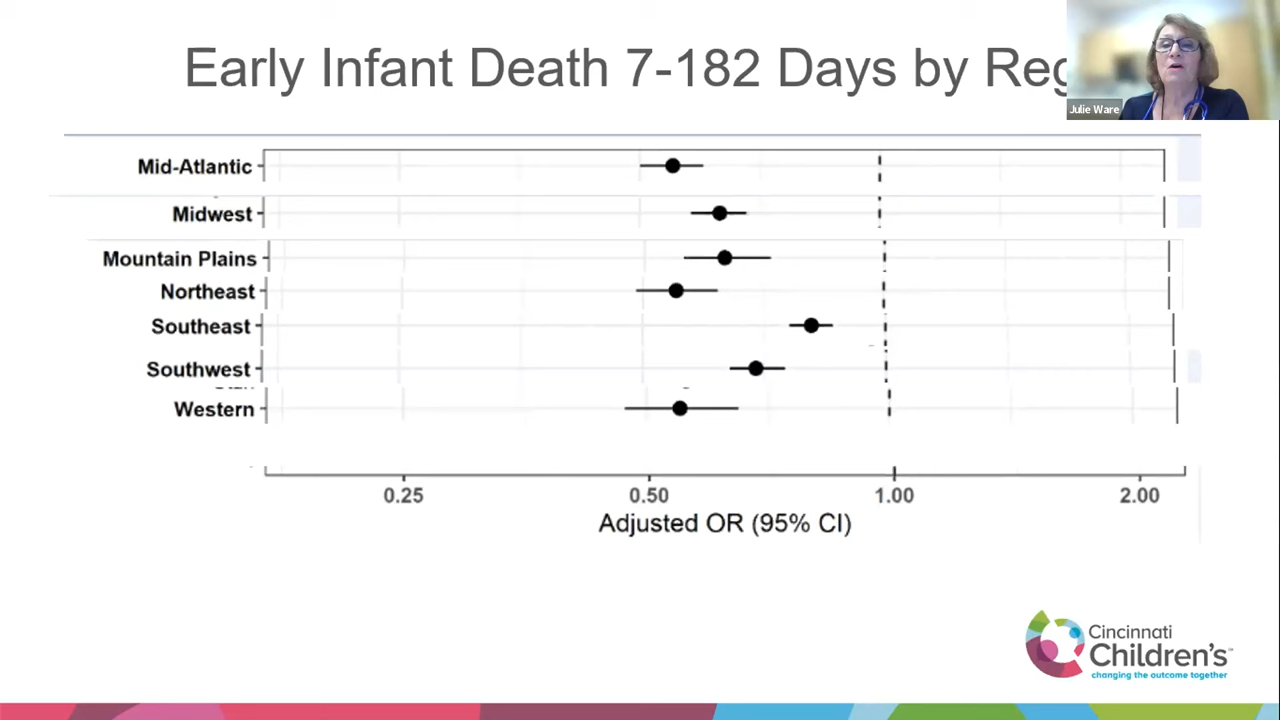 Early Infant Death 7-182 Days by Reg
Julie Ware
Mid-Atlantic
Midwest
Mountain Plains
Northeast
Southeast
Southwest
Western
0.25 0.50 1.00 2.00
Adjusted OR (95% CI)
Cincinnati
Children's™
changing the outcome together